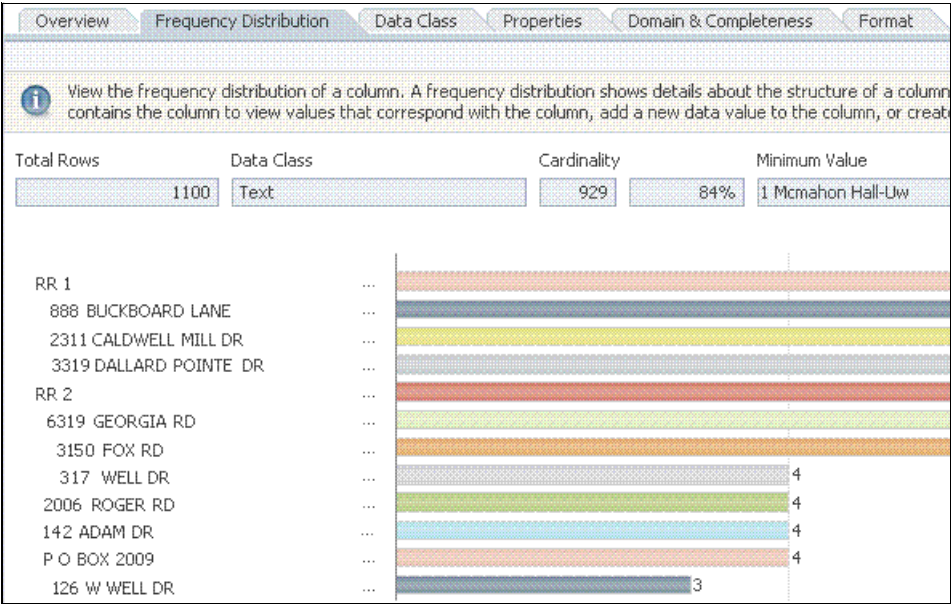 Overview Frequency Distribution Data Class Properties Domain & Completeness Format
View the frequency distribution of a column. A frequency distribution shows details about the structure of a column
contains the column to view values that correspond with the column, add a new data value to the column, or
Total Rows Data Class Cardinality Minimum Value
1100 Text 929 84% 1 Mcmahon Hall-Uw
RR 1 ...
888 BUCKBOARD LANE ...
2311 CALDWELL MILL DR ...
3319 DALLARD POINTE DR ...
RR 2 ...
6319 GEORGIA RD ...
3150 FOX RD ...
317 WELL DR ... 4
2006 ROGER RD ... 4
142 ADAM DR ... 4
P O BOX 2009 ... 4
126 W WELL DR ... 3